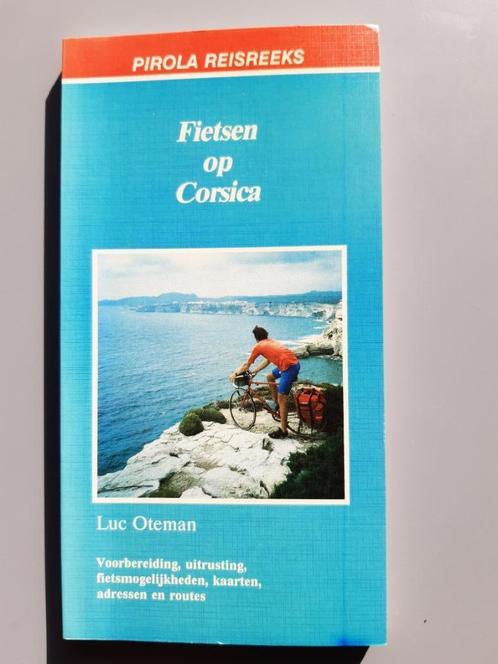 PIROLA REISREEKS
Fietsen
op
Corsica
Luc Oteman
Voorbereiding, uitrusting,
fietsmogelijkheden, kaarten,
adressen en routes